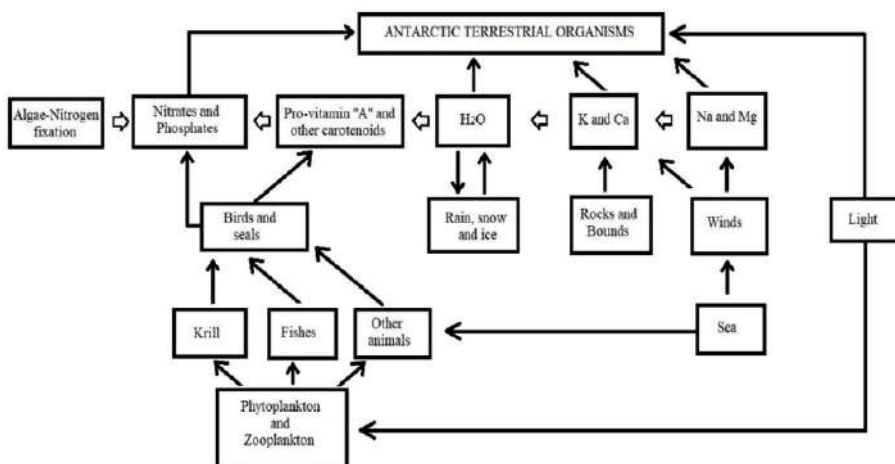 ANTARCTIC TERRESTRIAL ORGANISMS
Algae-Nitrogen
fixation
Nitrates and
Phosphates
Pro-vitamin "A" and
other carotenoids
H2O
K and Ca
Na and Mg
Birds and
seals
Rain, snow
and ice
Rocks and
Bounds
Winds
Light
Krill
Fishes
Other
animals
Sea
Phytoplankton
and
Zooplankton